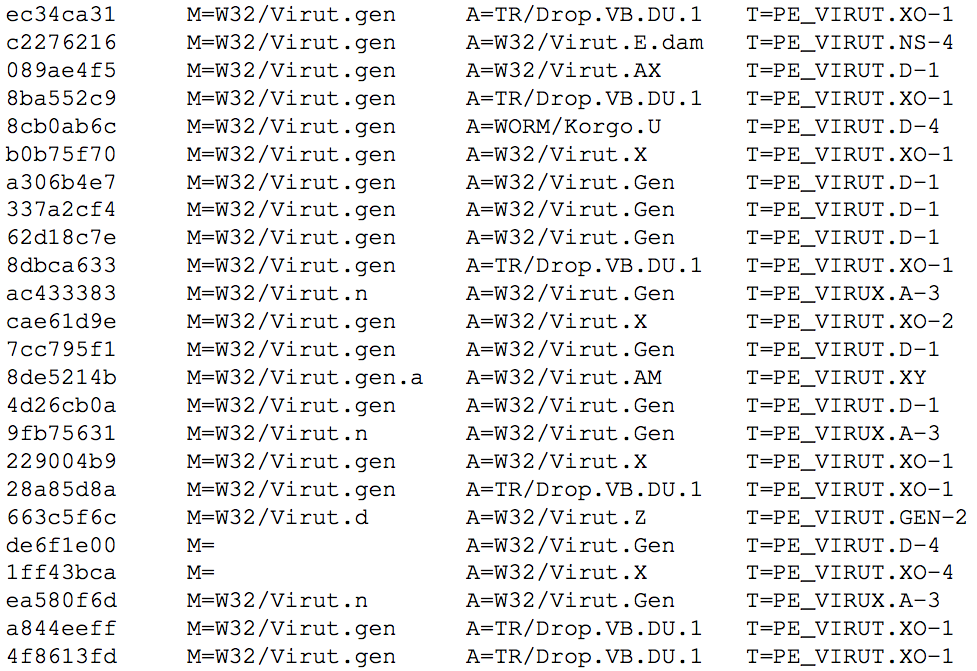 ec34ca31 M=W32/Virut.gen A=TR/Drop.VB.DU.1 T=PE_VIRUT.XO-1
c2276216 M=W32/Virut.gen A=W32/Virut.E.dam T=PE_VIRUT.NS-4
089ae4f5 M=W32/Virut.gen A=W32/Virut.AX T=PE_VIRUT.D-1
8ba552c9 M=W32/Virut.gen A=TR/Drop.VB.DU.1 T=PE_VIRUT.XO-1
8cb0ab6c M=W32/Virut.gen A=WORM/Korgo.U T=PE_VIRUT.D-4
b0b75f70 M=W32/Virut.gen A=W32/Virut.X T=PE_VIRUT.XO-1
a306b4e7 M=W32/Virut.gen A=W32/Virut.Gen T=PE_VIRUT.D-1
337a2cf4 M=W32/Virut.gen A=W32/Virut.Gen T=PE_VIRUT.D-1
62d18c7e M=W32/Virut.gen A=W32/Virut.Gen T=PE_VIRUT.D-1
8dbca633 M=W32/Virut.gen A=TR/Drop.VB.DU.1 T=PE_VIRUT.XO-1
ac433383 M=W32/Virut.n A=W32/Virut.Gen T=PE_VIRUX.A-3
cae61d9e M=W32/Virut.gen A=W32/Virut.X T=PE_VIRUT.XO-2
7cc795f1 M=W32/Virut.gen A=W32/Virut.Gen T=PE_VIRUT.D-1
8de5214b M=W32/Virut.gen.a A=W32/Virut.AM T=PE_VIRUT.XY
4d26cb0a M=W32/Virut.gen A=W32/Virut.Gen T=PE_VIRUT.D-1
9fb75631 M=W32/Virut.n A=W32/Virut.Gen T=PE_VIRUX.A-3
229004b9 M=W32/Virut.gen A=W32/Virut.X T=PE_VIRUT.XO-1
28a85d8a M=W32/Virut.gen A=TR/Drop.VB.DU.1 T=PE_VIRUT.XO-1
663c5f6c M=W32/Virut.d A=W32/Virut.Z T=PE_VIRUT.GEN-2
de6f1e00 M= A=W32/Virut.Gen T=PE_VIRUT.D-4
1ff43bca M= A=W32/Virut.X T=PE_VIRUT.XO-4
ea580f6d M=W32/Virut.n A=W32/Virut.Gen T=PE_VIRUX.A-3
a844eeff M=W32/Virut.gen A=TR/Drop.VB.DU.1 T=PE_VIRUT.XO-1
4f8613fd M=W32/Virut.gen A=TR/Drop.VB.DU.1 T=PE_VIRUT.XO-1